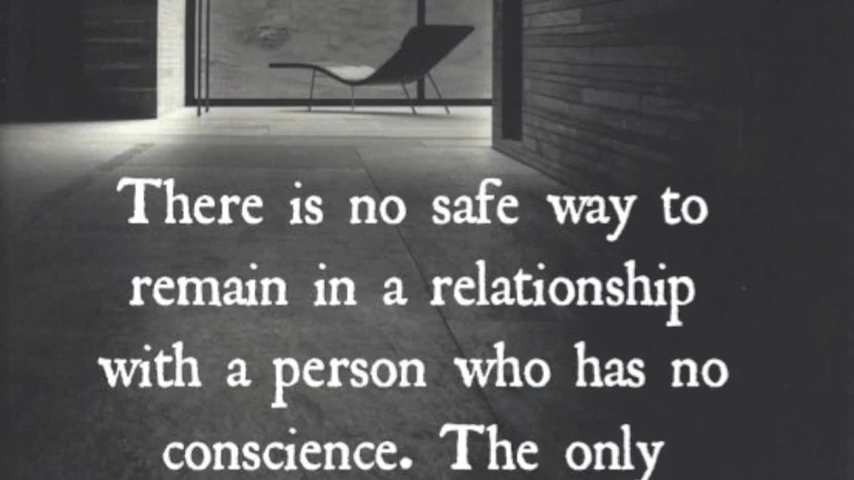 There is no safe way to
remain in a relationship
with a person who has no
conscience. The only